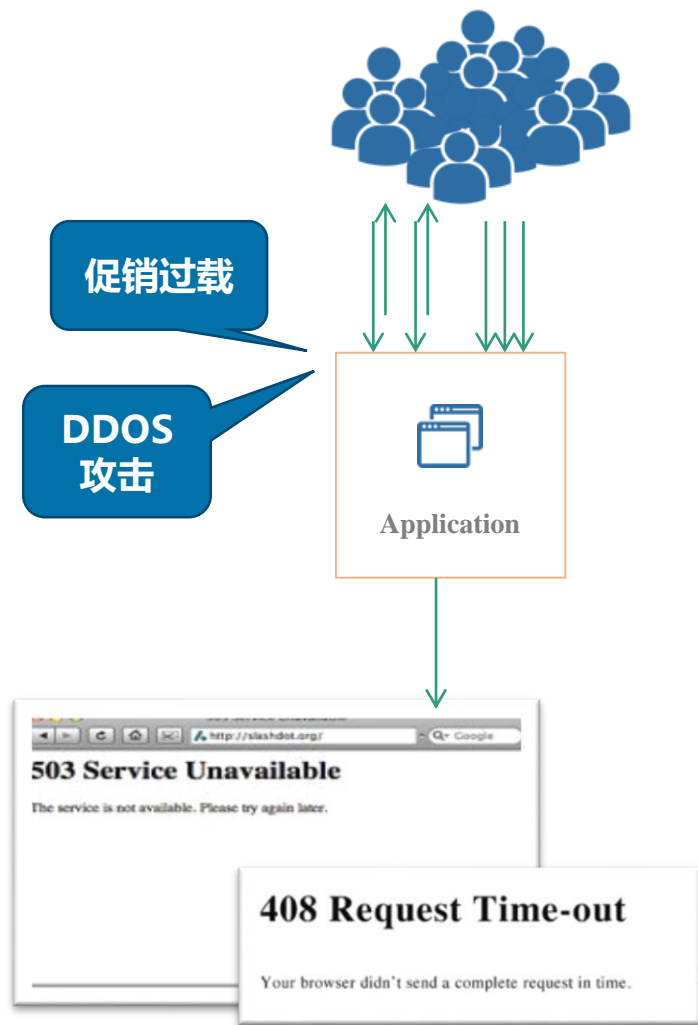 促销过载
DDOS
攻击
Application
http://slashdot.org/
Google
503 Service Unavailable
The service is not available. Please try again later.
408 Request Time-out
Your browser didn't send a complete request in time.